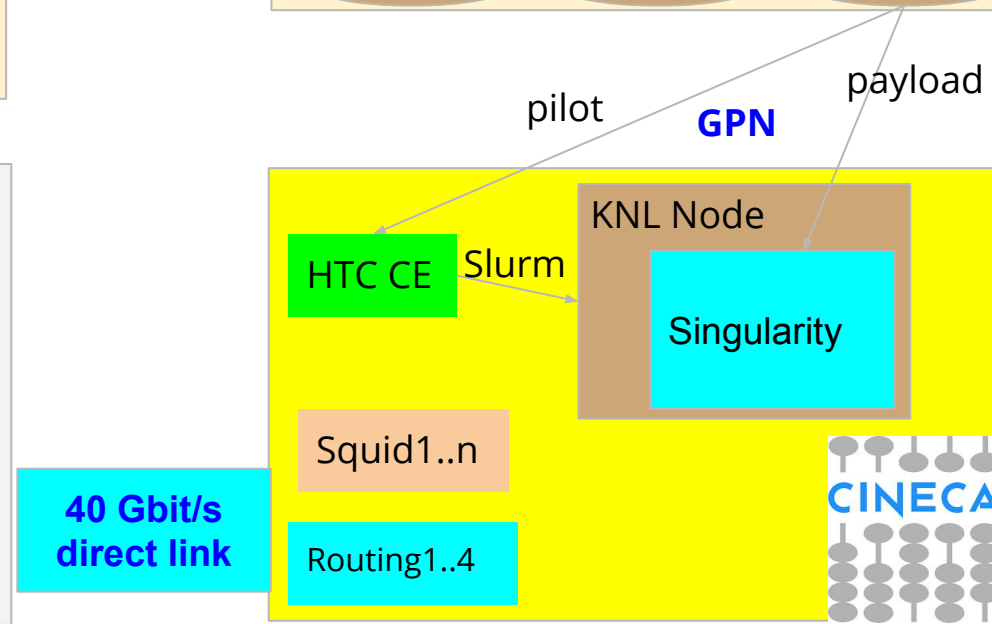 pilot
payload
GPN
KNL Node
HTC CE
Slurm
Singularity
Squid1..n
40 Gbit/s
direct link
Routing1..4
CINECA